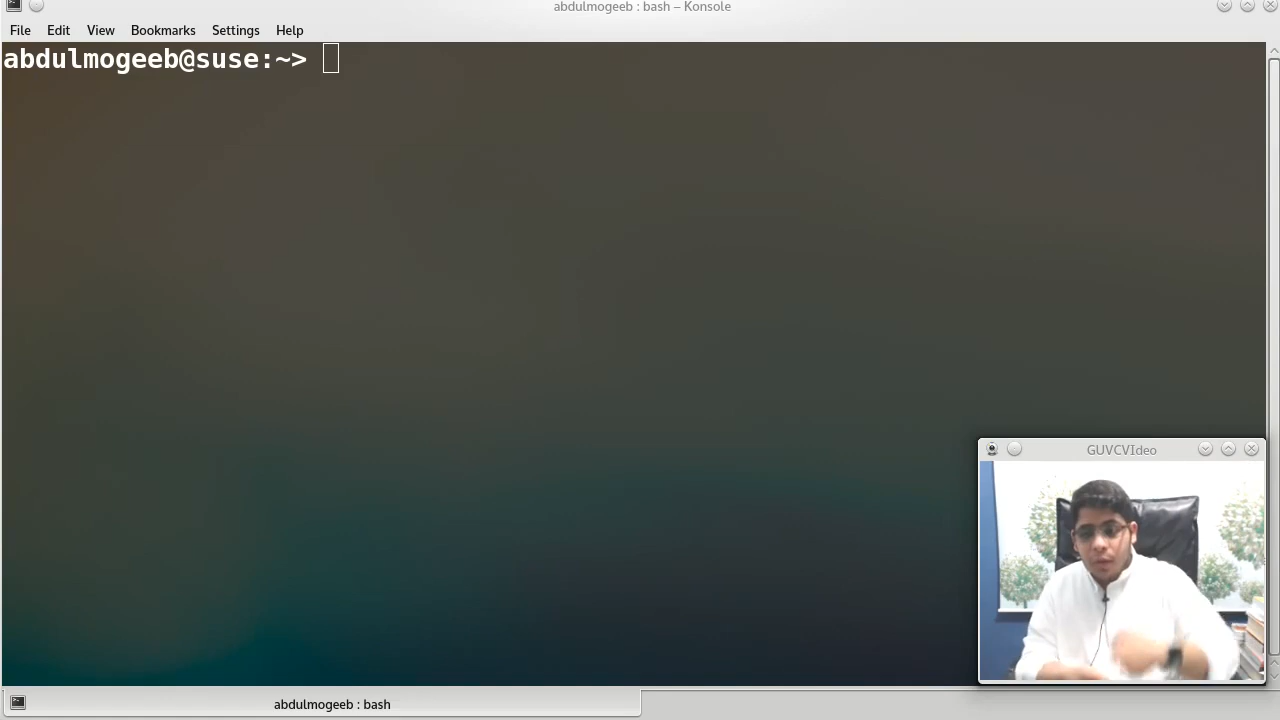 abdulmogeeb : bash – Konsole
File Edit View Bookmarks Settings Help
abdulmogeeb@suse:~>
GUVCVIdeo
abdulmogeeb : bash